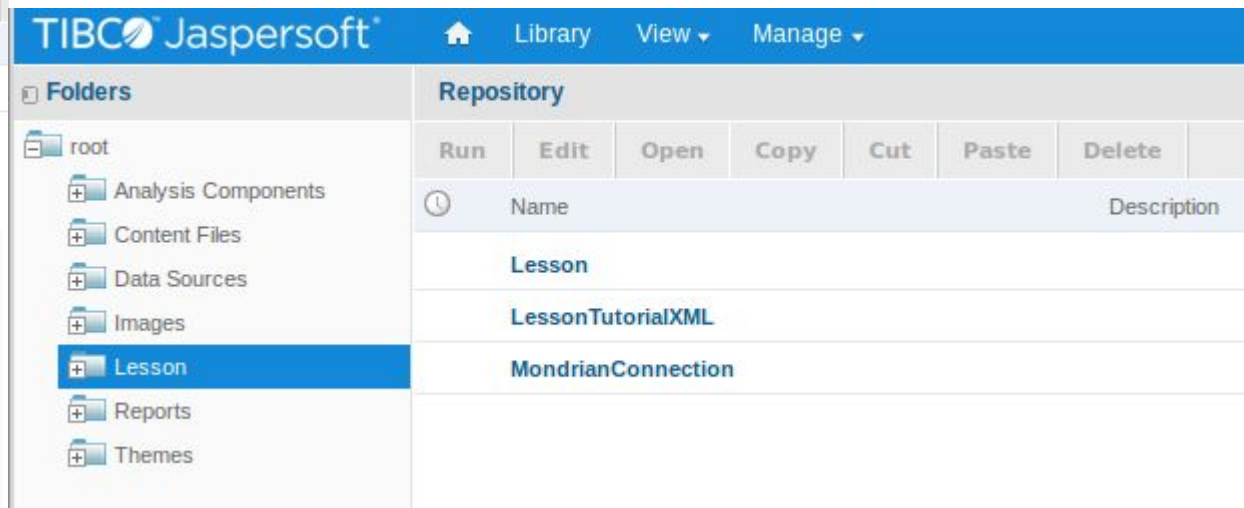 TIBCO™ Jaspersoft® Library View Manage
Folders
root
Analysis Components
Content Files
Data Sources
Images
Lesson
Reports
Themes
Repository
Run Edit Open Copy Cut Paste Delete
Name Description
Lesson
LessonTutorialXML
MondrianConnection